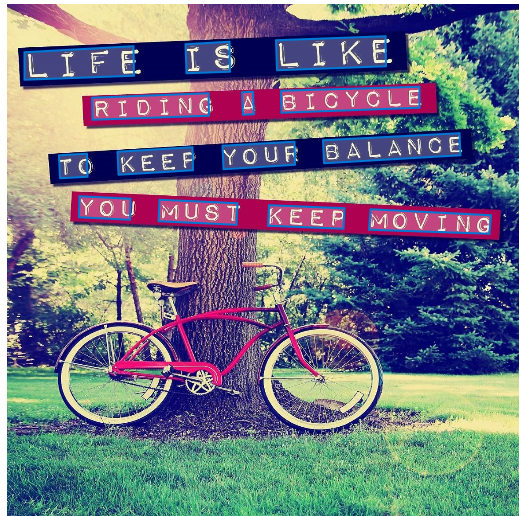 LIFE IS LIKE
RIDING A BICYCLE
TO KEEP YOUR BALANCE
YOU MUST KEEP MOVING